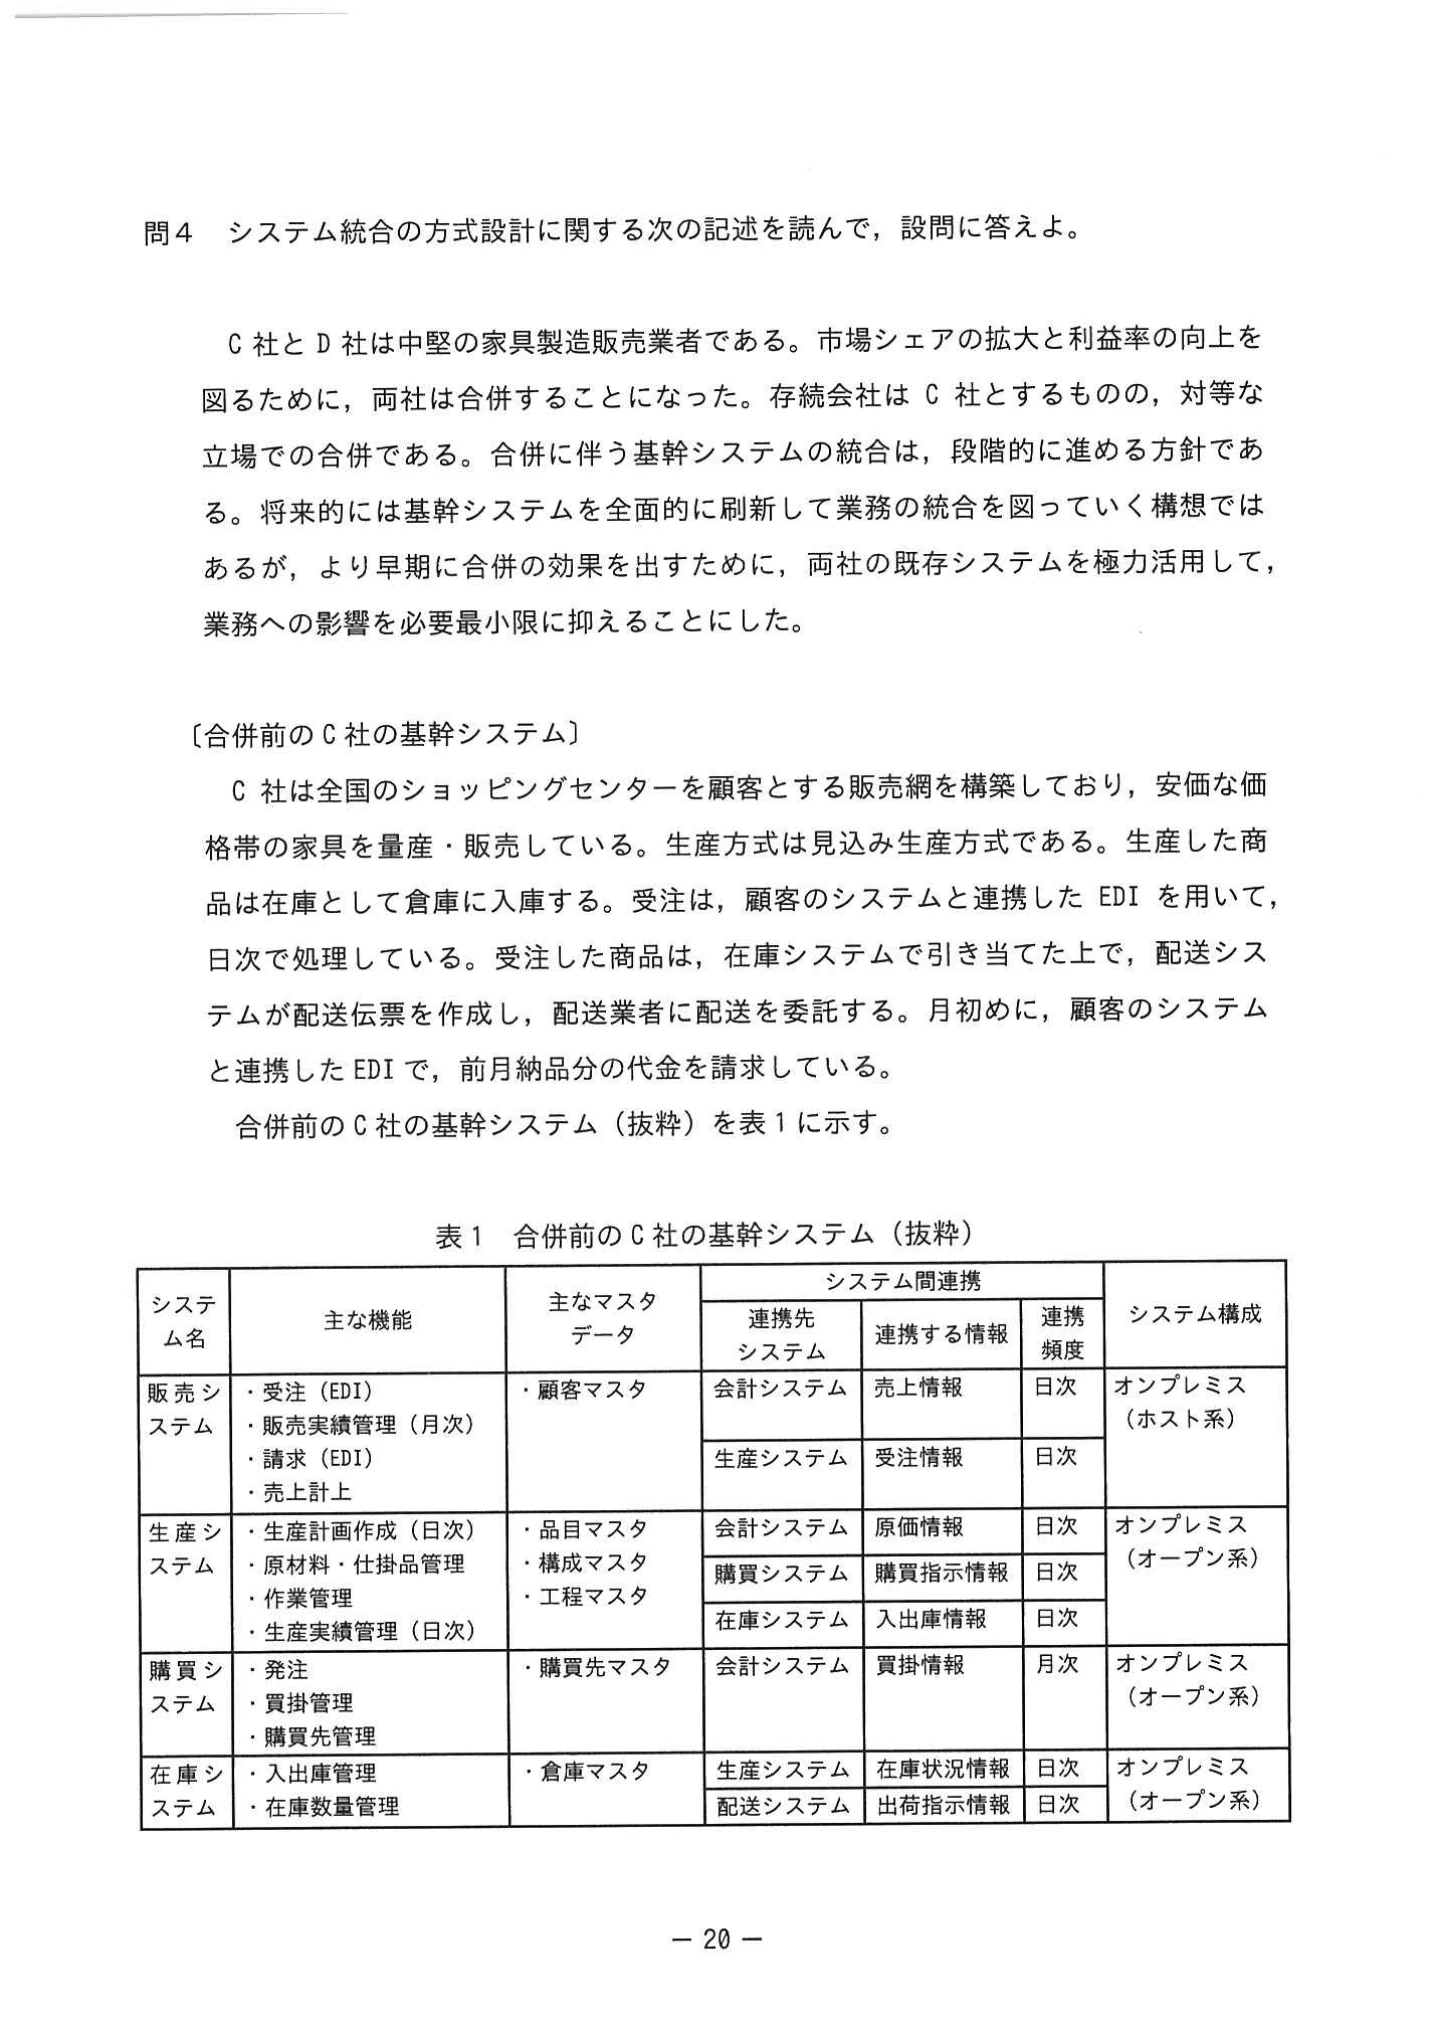 問4　システム統合の方式設計に関する次の記述を読んで，設問に答えよ。
C 社と D 社は中堅の家具製造販売業者である。市場シェアの拡大と利益率の向上を
図るために，両社は合併することになった。存続会社は C 社とするものの，対等な
立場での合併である。合併に伴う基幹システムの統合は，段階的に進める方針であ
る。将来的には基幹システムを全面的に刷新して業務の統合を図っていく構想では
あるが，より早期に合併の効果を出すために，両社の既存システムを極力活用して，
業務への影響を必要最小限に抑えることにした。
〔合併前の C 社の基幹システム〕
C 社は全国のショッピングセンターを顧客とする販売網を構築しており，安価な価
格帯の家具を量産・販売している。生産方式は見込み生産方式である。生産した商
品は在庫として倉庫に入庫する。受注は，顧客のシステムと連携した EDI を用いて，
日次で処理している。受注した商品は，在庫システムで引き当てた上で，配送シス
テムが配送伝票を作成し，配送業者に配送を委託する。月初めに，顧客のシステム
と連携した EDI で，前月納品分の代金を請求している。
合併前の C 社の基幹システム（抜粋）を表 1 に示す。
表 1　合併前の C 社の基幹システム（抜粋）
システム間連携
システ
ム名
主な機能
主なマスタ
データ
連携先
システム
連携する情報
連携
頻度
システム構成
販売シ
ステム
・受注（EDI）
・販売実績管理（月次）
・請求（EDI）
・売上計上
・顧客マスタ
会計システム　売上情報　日次
生産システム　受注情報　日次
オンプレミス
（ホスト系）
生産シ
ステム
・生産計画作成（日次）
・原材料・仕掛品管理
・作業管理
・生産実績管理（日次）
・品目マスタ
・構成マスタ
・工程マスタ
会計システム　原価情報　日次
購買システム　購買指示情報　日次
在庫システム　入出庫情報　日次
オンプレミス
（オープン系）
購買シ
ステム
・発注
・買掛管理
・購買先管理
・購買先マスタ
会計システム　買掛情報　月次
オンプレミス
（オープン系）
在庫シ
ステム
・入出庫管理
・在庫数量管理
・倉庫マスタ
生産システム　在庫状況情報　日次
配送システム　出荷指示情報　日次
オンプレミス
（オープン系）
― 20 ―